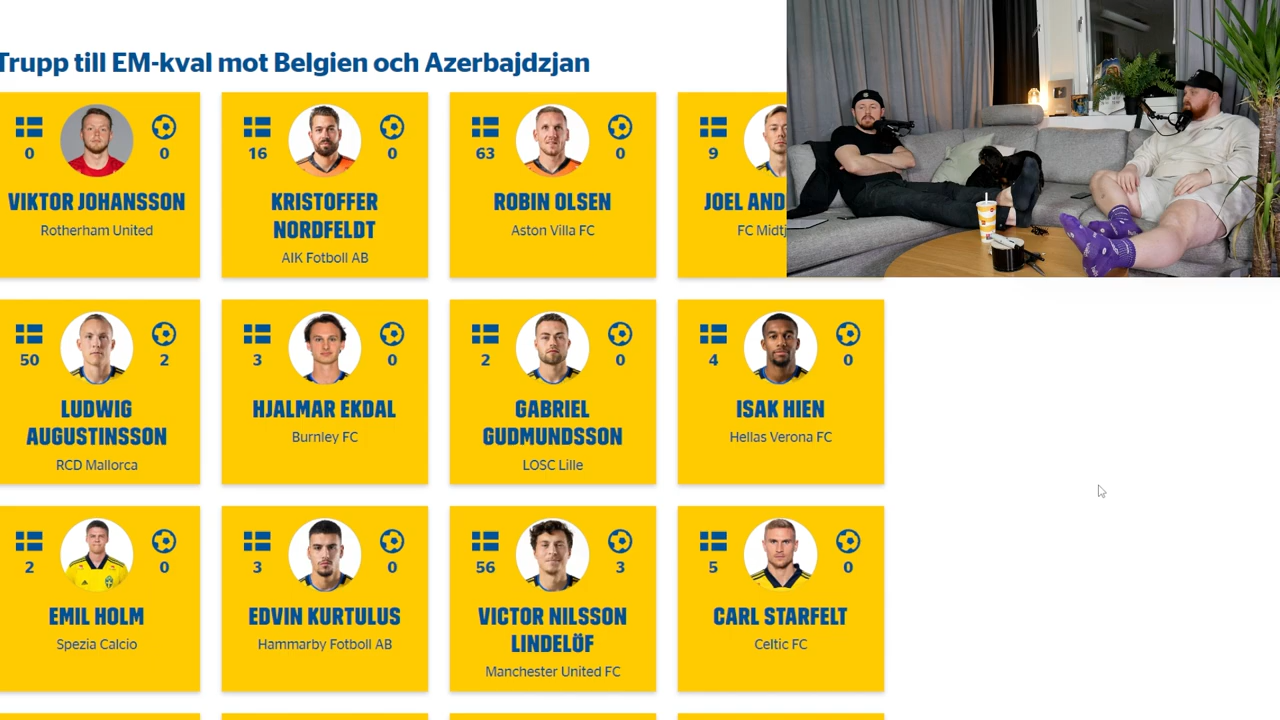 Trupp till EM-kval mot Belgien och Azerbajdzjan
0
0
VIKTOR JOHANSSON
Rotherham United
16
0
KRISTOFFER
NORDFELDT
AIK Fotboll AB
63
0
ROBIN OLSEN
Aston Villa FC
9
JOEL AND
FC Midtj
50
2
LUDWIG
AUGUSTINSSON
RCD Mallorca
3
0
HJALMAR EKDAL
Burnley FC
2
0
GABRIEL
GUDMUNDSSON
LOSC Lille
4
0
ISAK HIEN
Hellas Verona FC
2
0
EMIL HOLM
Spezia Calcio
3
0
EDVIN KURTULUS
Hammarby Fotboll AB
56
3
VICTOR NILSSON
LINDELÖF
Manchester United FC
5
0
CARL STARFELT
Celtic FC